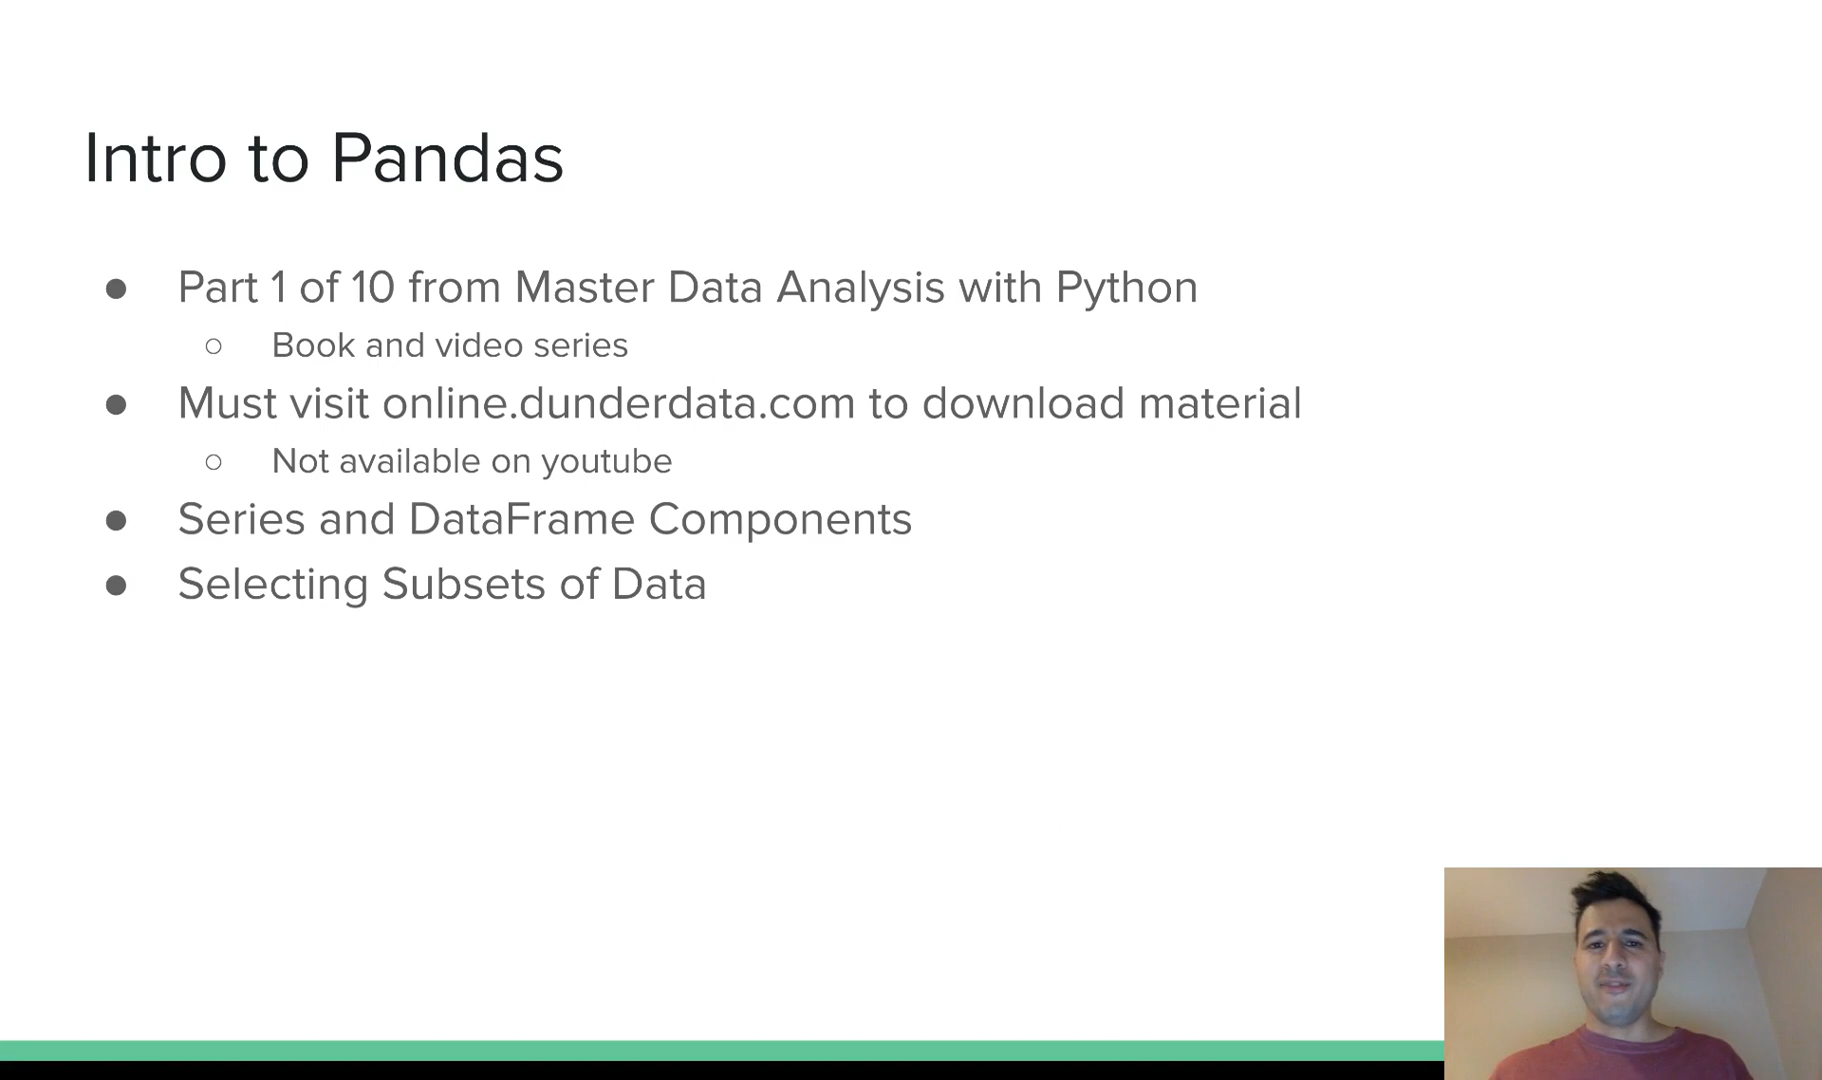 Intro to Pandas
● Part 1 of 10 from Master Data Analysis with Python
○ Book and video series
● Must visit online.dunderdata.com to download material
○ Not available on youtube
● Series and DataFrame Components
● Selecting Subsets of Data